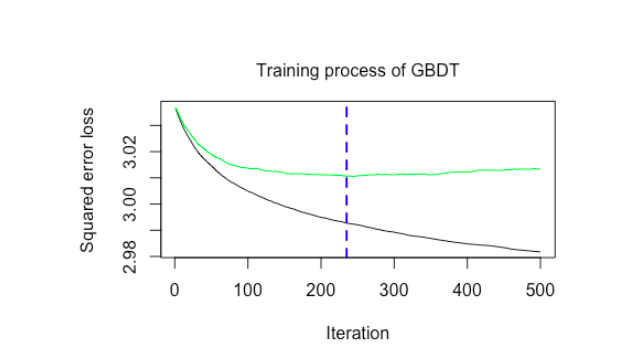 Training process of GBDT
Squared error loss
3.02
3.00
2.98
0 100 200 300 400 500
Iteration